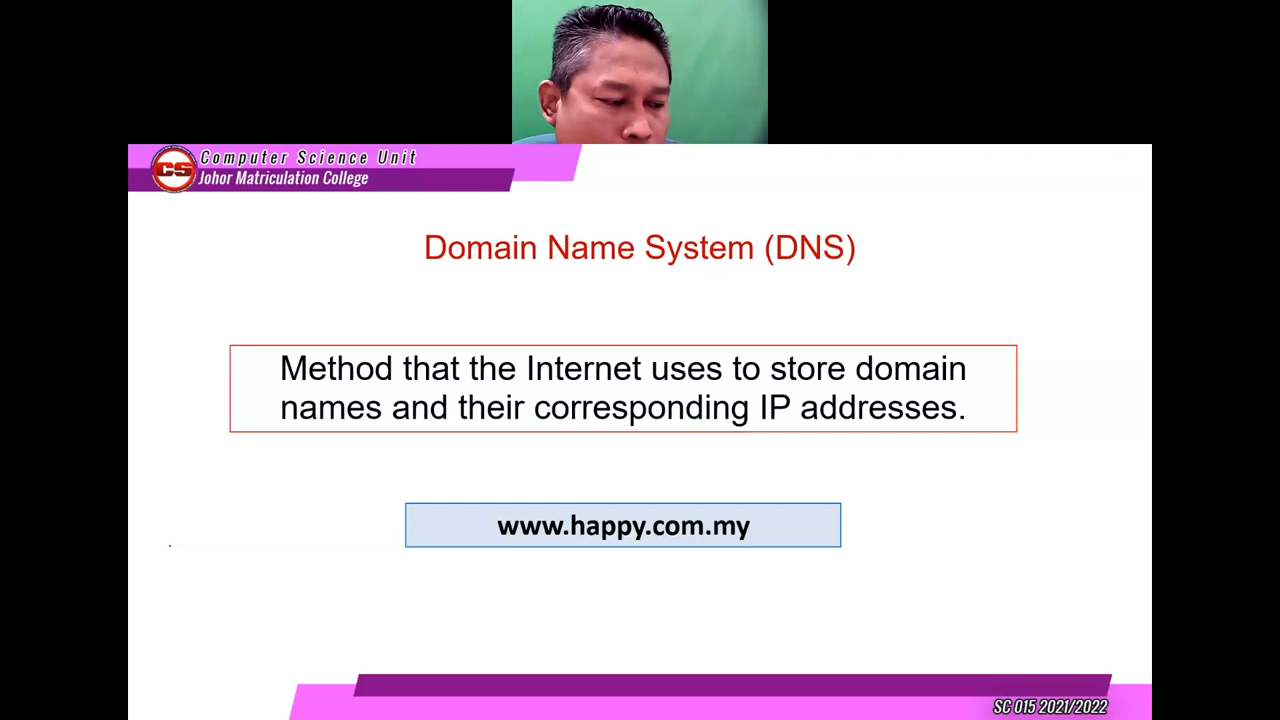 CS
Computer Science Unit
Johor Matriculation College
Domain Name System (DNS)
Method that the Internet uses to store domain
names and their corresponding IP addresses.
www.happy.com.my
SC 015 2021/2022